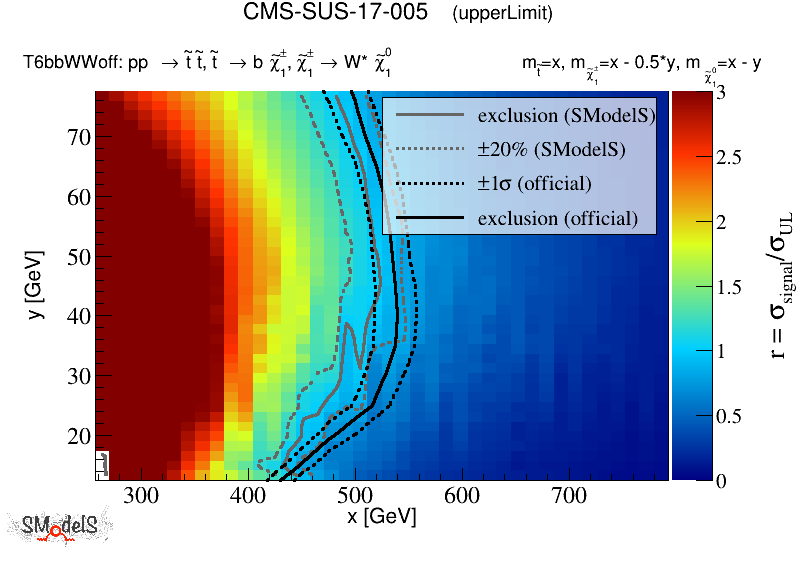 CMS-SUS-17-005 (upperLimit)
T6bbWWoff: pp → t̃ t̃, t̃ → b χ̃₁^±, χ̃₁^± → W* χ̃₁⁰
m_t̃=x, m_χ̃₁^±=x - 0.5*y, m_χ̃₁⁰=x - y
exclusion (SModelS)
±20% (SModelS)
±1σ (official)
exclusion (official)
y [GeV]
70
60
50
40
30
20
300 400 500 600 700
x [GeV]
3
2.5
2
1.5
1
0.5
0
r = σ_signal/σ_UL
SModelS